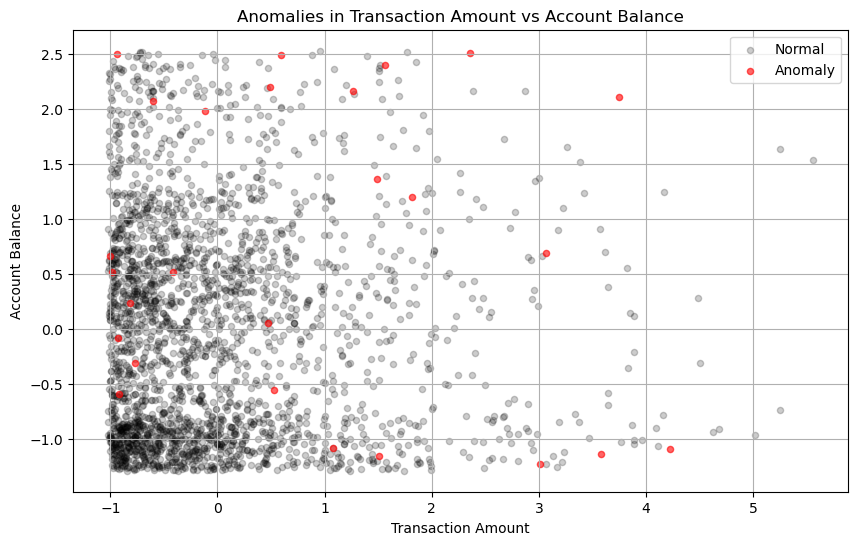 Anomalies in Transaction Amount vs Account Balance
Normal
Anomaly
Account Balance
2.5
2.0
1.5
1.0
0.5
0.0
−0.5
−1.0
−1 0 1 2 3 4 5
Transaction Amount